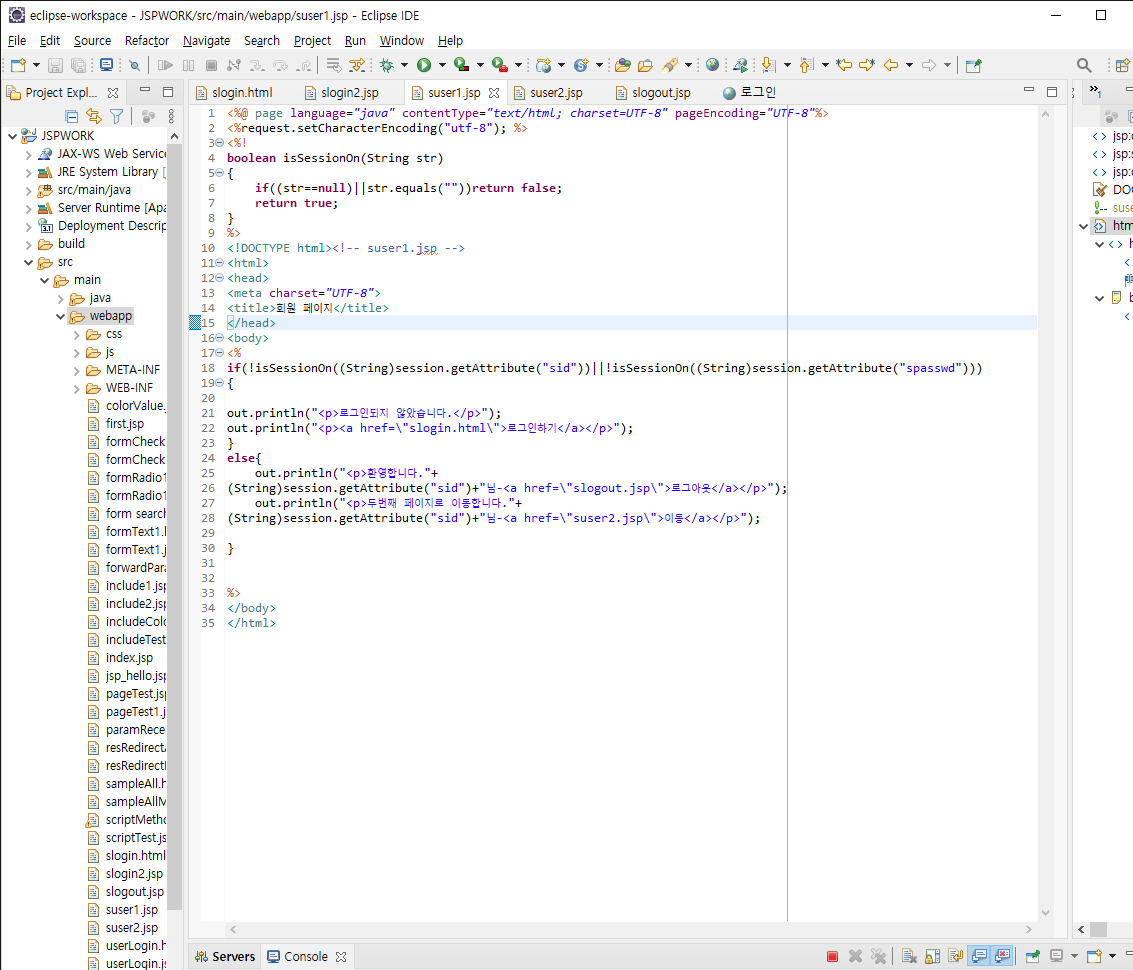 eclipse-workspace - JSPWORK/src/main/webapp/suser1.jsp - Eclipse IDE
File Edit Source Refactor Navigate Search Project Run Window Help
Project Expl...
slogin.html slogin2.jsp suser1.jsp suser2.jsp slogout.jsp 로그인
JSPWORK
JAX-WS Web Service
JRE System Library [
src/main/java
Server Runtime [Apa
Deployment Descrip
build
src
main
java
webapp
css
js
META-INF
WEB-INF
colorValue.
first.jsp
formCheck
formCheck
formRadio1
formRadio1
form search
formText1.
formText1.j
forwardPara
include1.jsp
include2.jsp
includeColo
includeTest
index.jsp
jsp_hello.jsp
pageTest.jsp
pageTest1.j
paramRece
resRedirectA
resRedirect
sampleAll.h
sampleAllM
scriptMetho
scriptTest.js
slogin.html
slogin2.jsp
slogout.jsp
suser1.jsp
suser2.jsp
userLogin.h
userLogin.js
1 <%@ page language="java" contentType="text/html; charset=UTF-8" pageEncoding="UTF-8"%>
2 <%request.setCharacterEncoding("utf-8"); %>
3 <%!
4 boolean isSessionOn(String str)
5 {
6 if((str==null)||str.equals(""))return false;
7 return true;
8 }
9 %>
10 <!DOCTYPE html><!-- suser1.jsp -->
11 <html>
12 <head>
13 <meta charset="UTF-8">
14 <title>회원 페이지</title>
15 </head>
16 <body>
17 <%
18 if(!isSessionOn((String)session.getAttribute("sid"))||!isSessionOn((String)session.getAttribute("spasswd")))
19 {
20
21 out.println("<p>로그인되지 않았습니다.</p>");
22 out.println("<p><a href=\"slogin.html\">로그인하기</a></p>");
23 }
24 else{
25 out.println("<p>환영합니다."+
26 (String)session.getAttribute("sid")+"님-<a href=\"slogout.jsp\">로그아웃</a></p>");
27 out.println("<p>두번째 페이지로 이동합니다."+
28 (String)session.getAttribute("sid")+"님-<a href=\"suser2.jsp\">이동</a></p>");
29
30 }
31
32
33 %>
34 </body>
35 </html>
jsp:
jsp:
jsp:
DOC
suse
htm
h
b
Servers Console